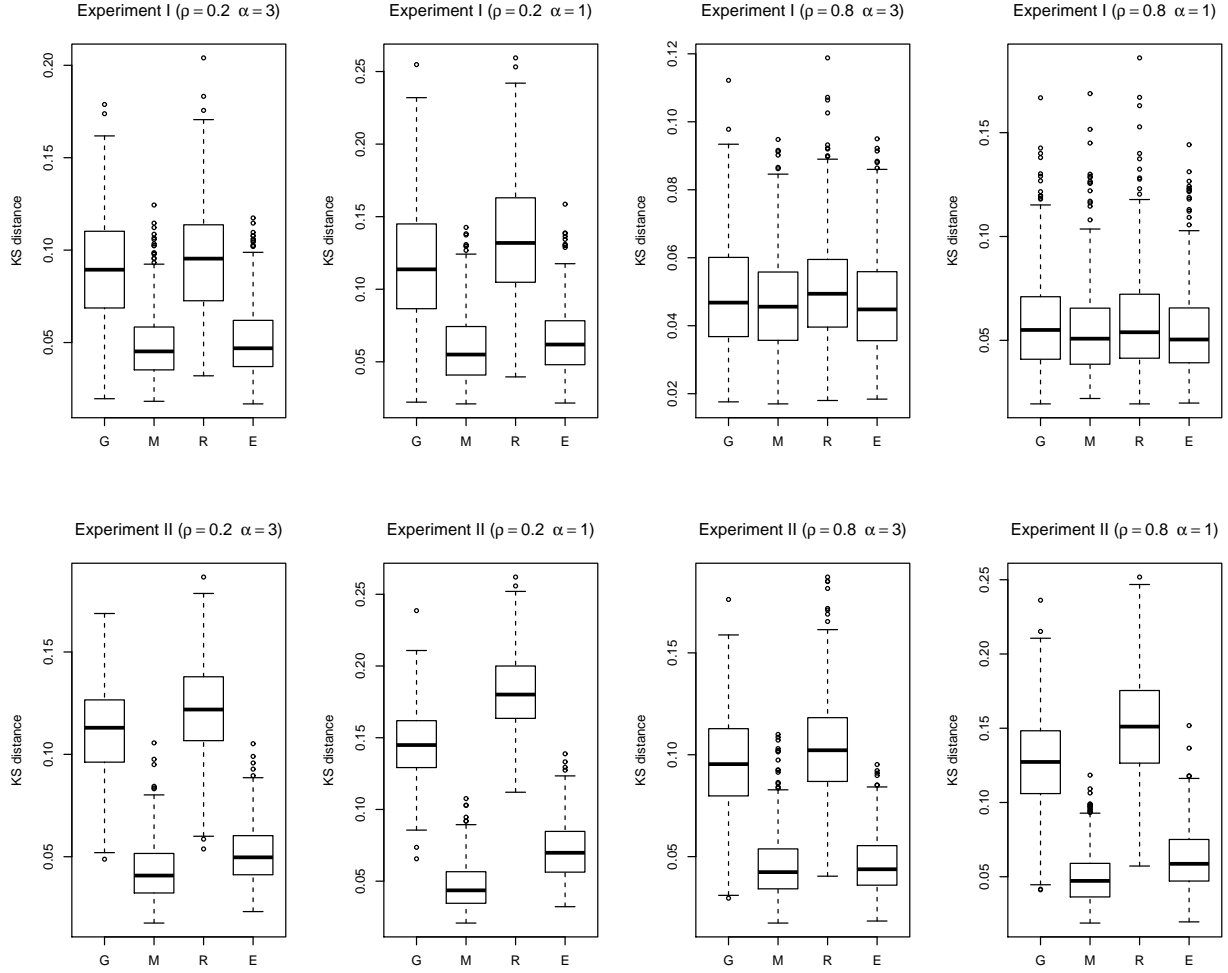 Experiment I (ρ = 0.2 α = 3)
KS distance
0.05
0.10
0.15
0.20
G M R E
Experiment I (ρ = 0.2 α = 1)
KS distance
0.05
0.10
0.15
0.20
0.25
G M R E
Experiment I (ρ = 0.8 α = 3)
KS distance
0.02
0.04
0.06
0.08
0.10
0.12
G M R E
Experiment I (ρ = 0.8 α = 1)
KS distance
0.05
0.10
0.15
G M R E
Experiment II (ρ = 0.2 α = 3)
KS distance
0.05
0.10
0.15
G M R E
Experiment II (ρ = 0.2 α = 1)
KS distance
0.05
0.10
0.15
0.20
0.25
G M R E
Experiment II (ρ = 0.8 α = 3)
KS distance
0.05
0.10
0.15
G M R E
Experiment II (ρ = 0.8 α = 1)
KS distance
0.05
0.10
0.15
0.20
0.25
G M R E